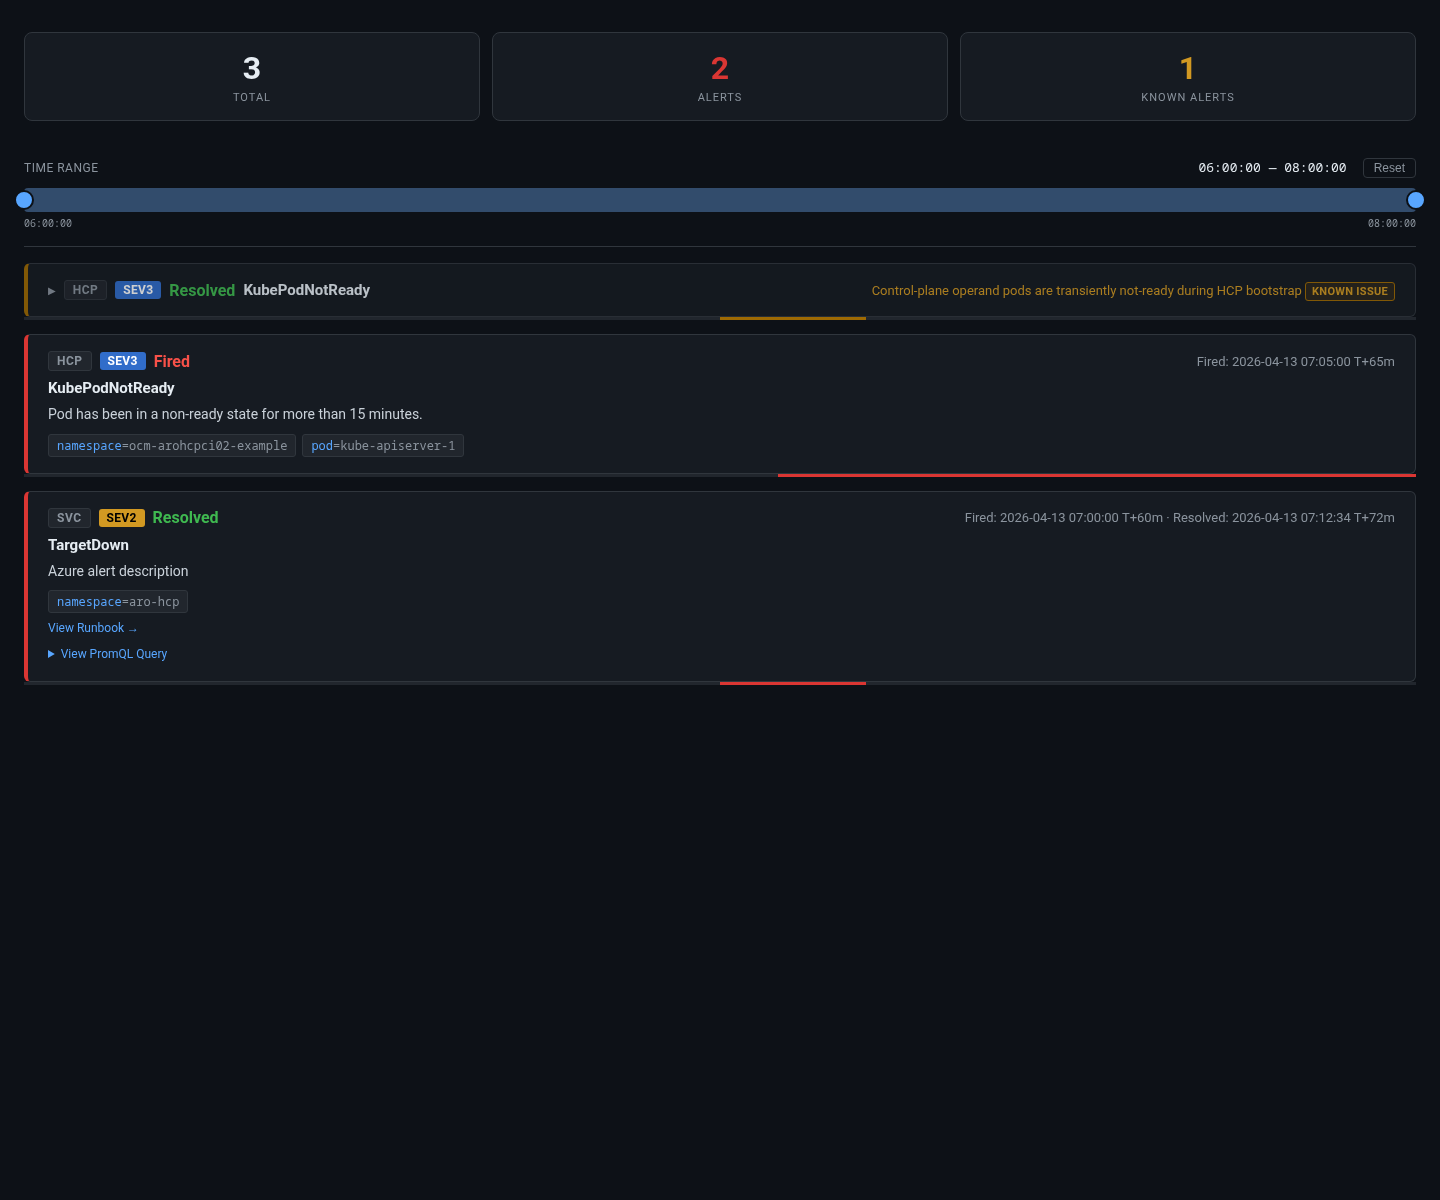 3
TOTAL
2
ALERTS
1
KNOWN ALERTS
TIME RANGE
06:00:00 — 08:00:00 Reset
06:00:00 08:00:00
▶ HCP SEV3 Resolved KubePodNotReady Control-plane operand pods are transiently not-ready during HCP bootstrap KNOWN ISSUE
HCP SEV3 Fired Fired: 2026-04-13 07:05:00 T+65m
KubePodNotReady
Pod has been in a non-ready state for more than 15 minutes.
namespace=ocm-arohcpci02-example pod=kube-apiserver-1
SVC SEV2 Resolved Fired: 2026-04-13 07:00:00 T+60m · Resolved: 2026-04-13 07:12:34 T+72m
TargetDown
Azure alert description
namespace=aro-hcp
View Runbook →
▶ View PromQL Query